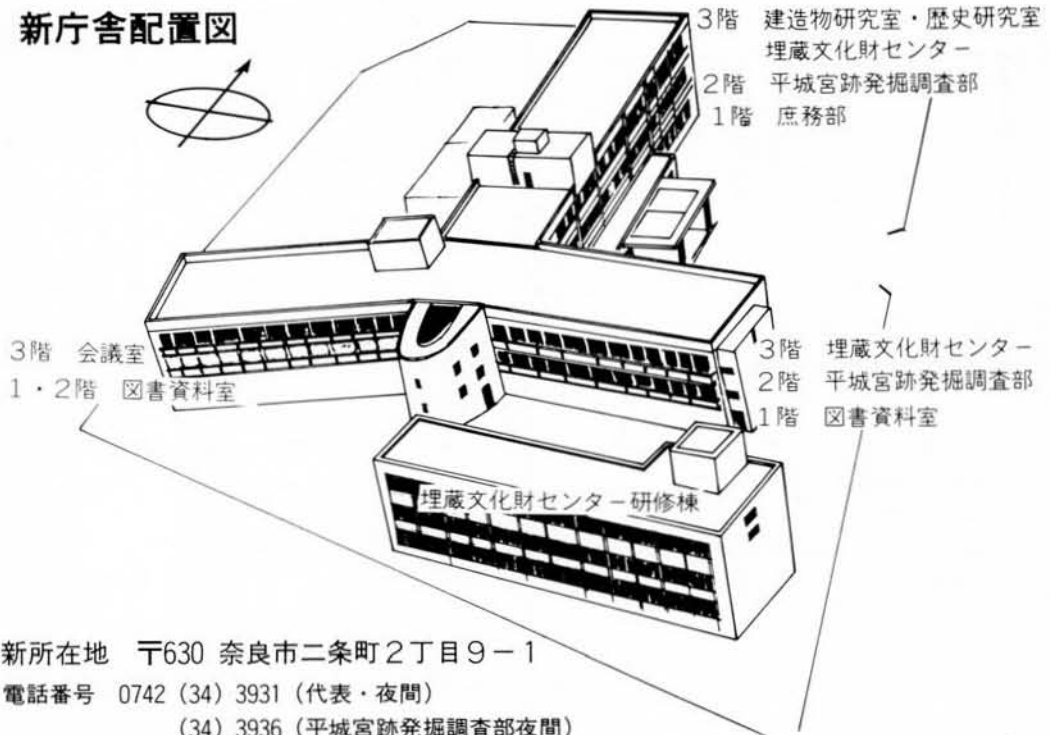 新庁舎配置図
3階 建造物研究室・歴史研究室
埋蔵文化財センター
2階 平城宮跡発掘調査部
1階 庶務部
3階 会議室
1・2階 図書資料室
3階 埋蔵文化財センター
2階 平城宮跡発掘調査部
1階 図書資料室
埋蔵文化財センター研修棟
新所在地 〒630 奈良市二条町2丁目9-1
電話番号 0742 (34) 3931 (代表・夜間)
(34) 3936 (平城宮跡発掘調査部夜間)